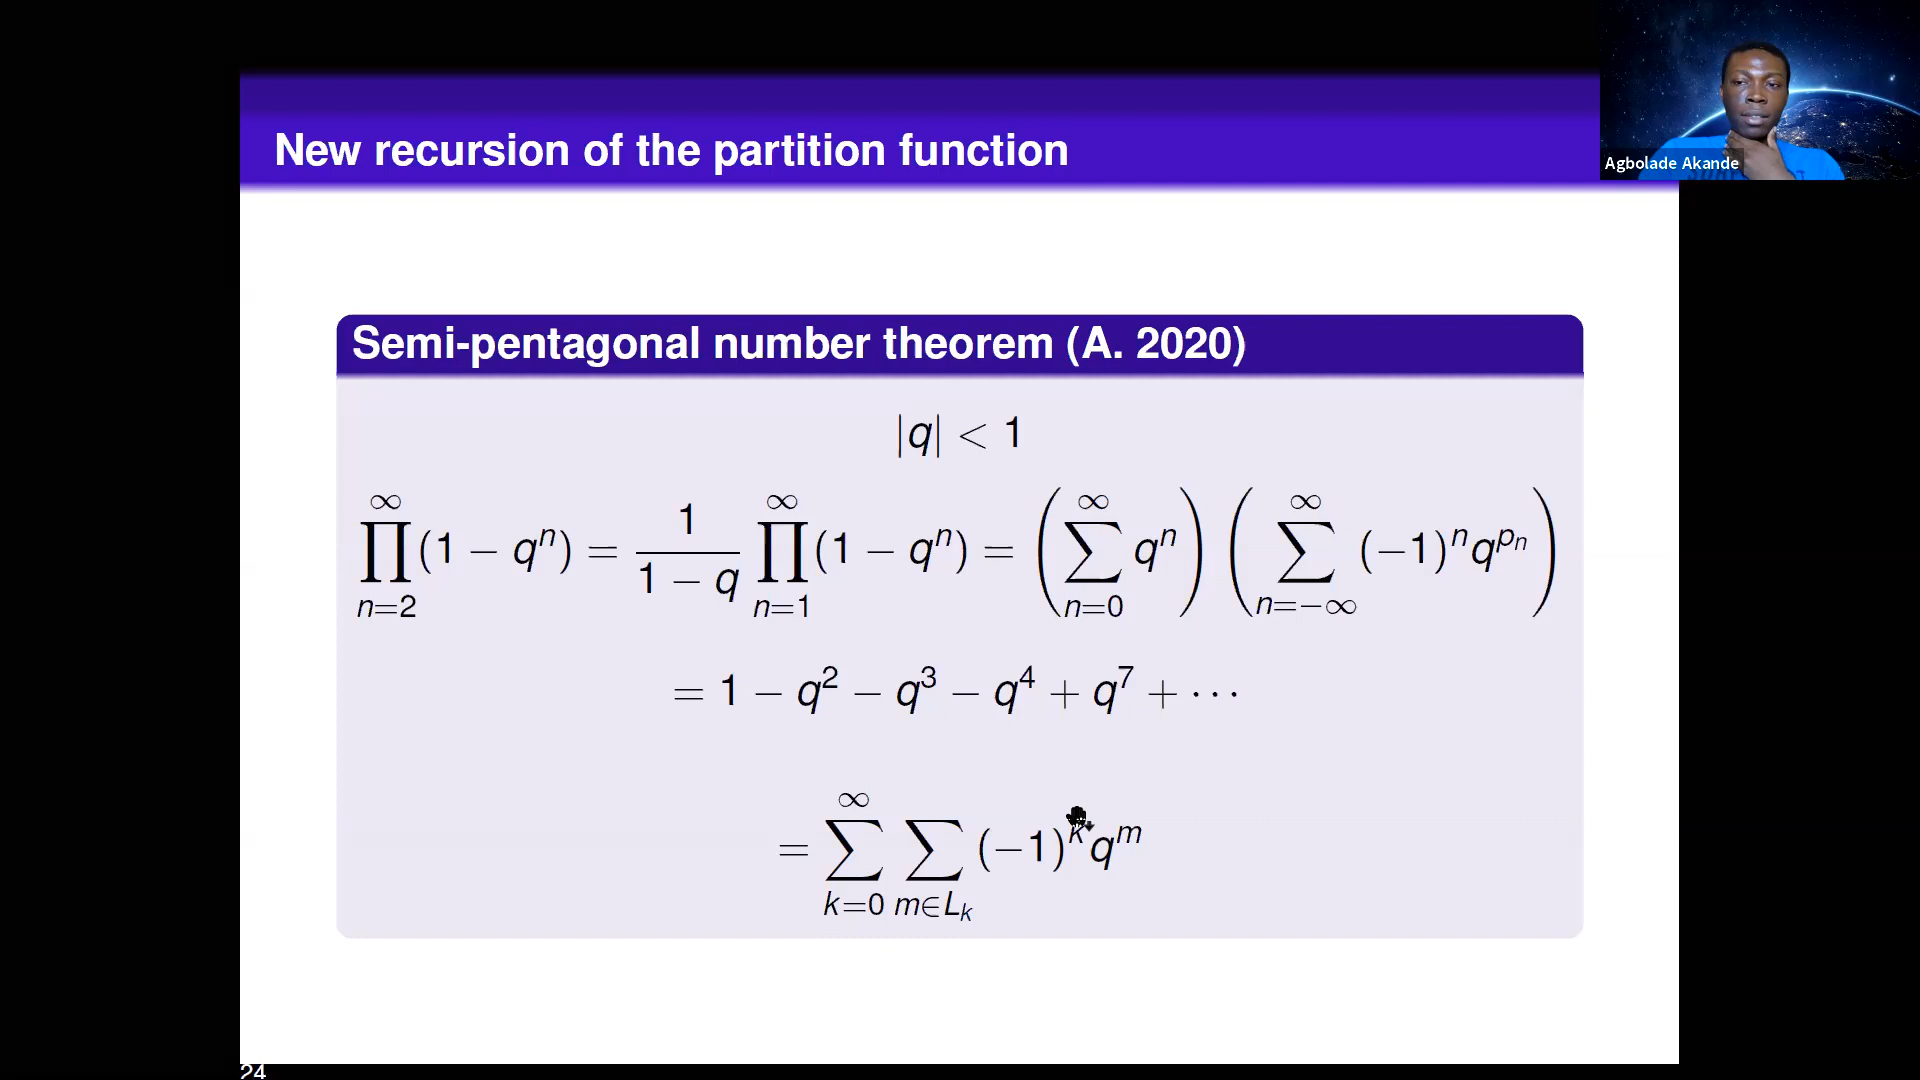 New recursion of the partition function
Agbolade Akande
Semi-pentagonal number theorem (A. 2020)
|q| < 1
∏_{n=2}^{∞} (1 − q^n) = \frac{1}{1 − q} ∏_{n=1}^{∞} (1 − q^n) = (∑_{n=0}^{∞} q^n) (∑_{n=−∞}^{∞} (−1)^n q^{p_n})
= 1 − q^2 − q^3 − q^4 + q^7 + ⋯
= ∑_{k=0}^{∞} ∑_{m∈L_k} (−1)^k q^m
24